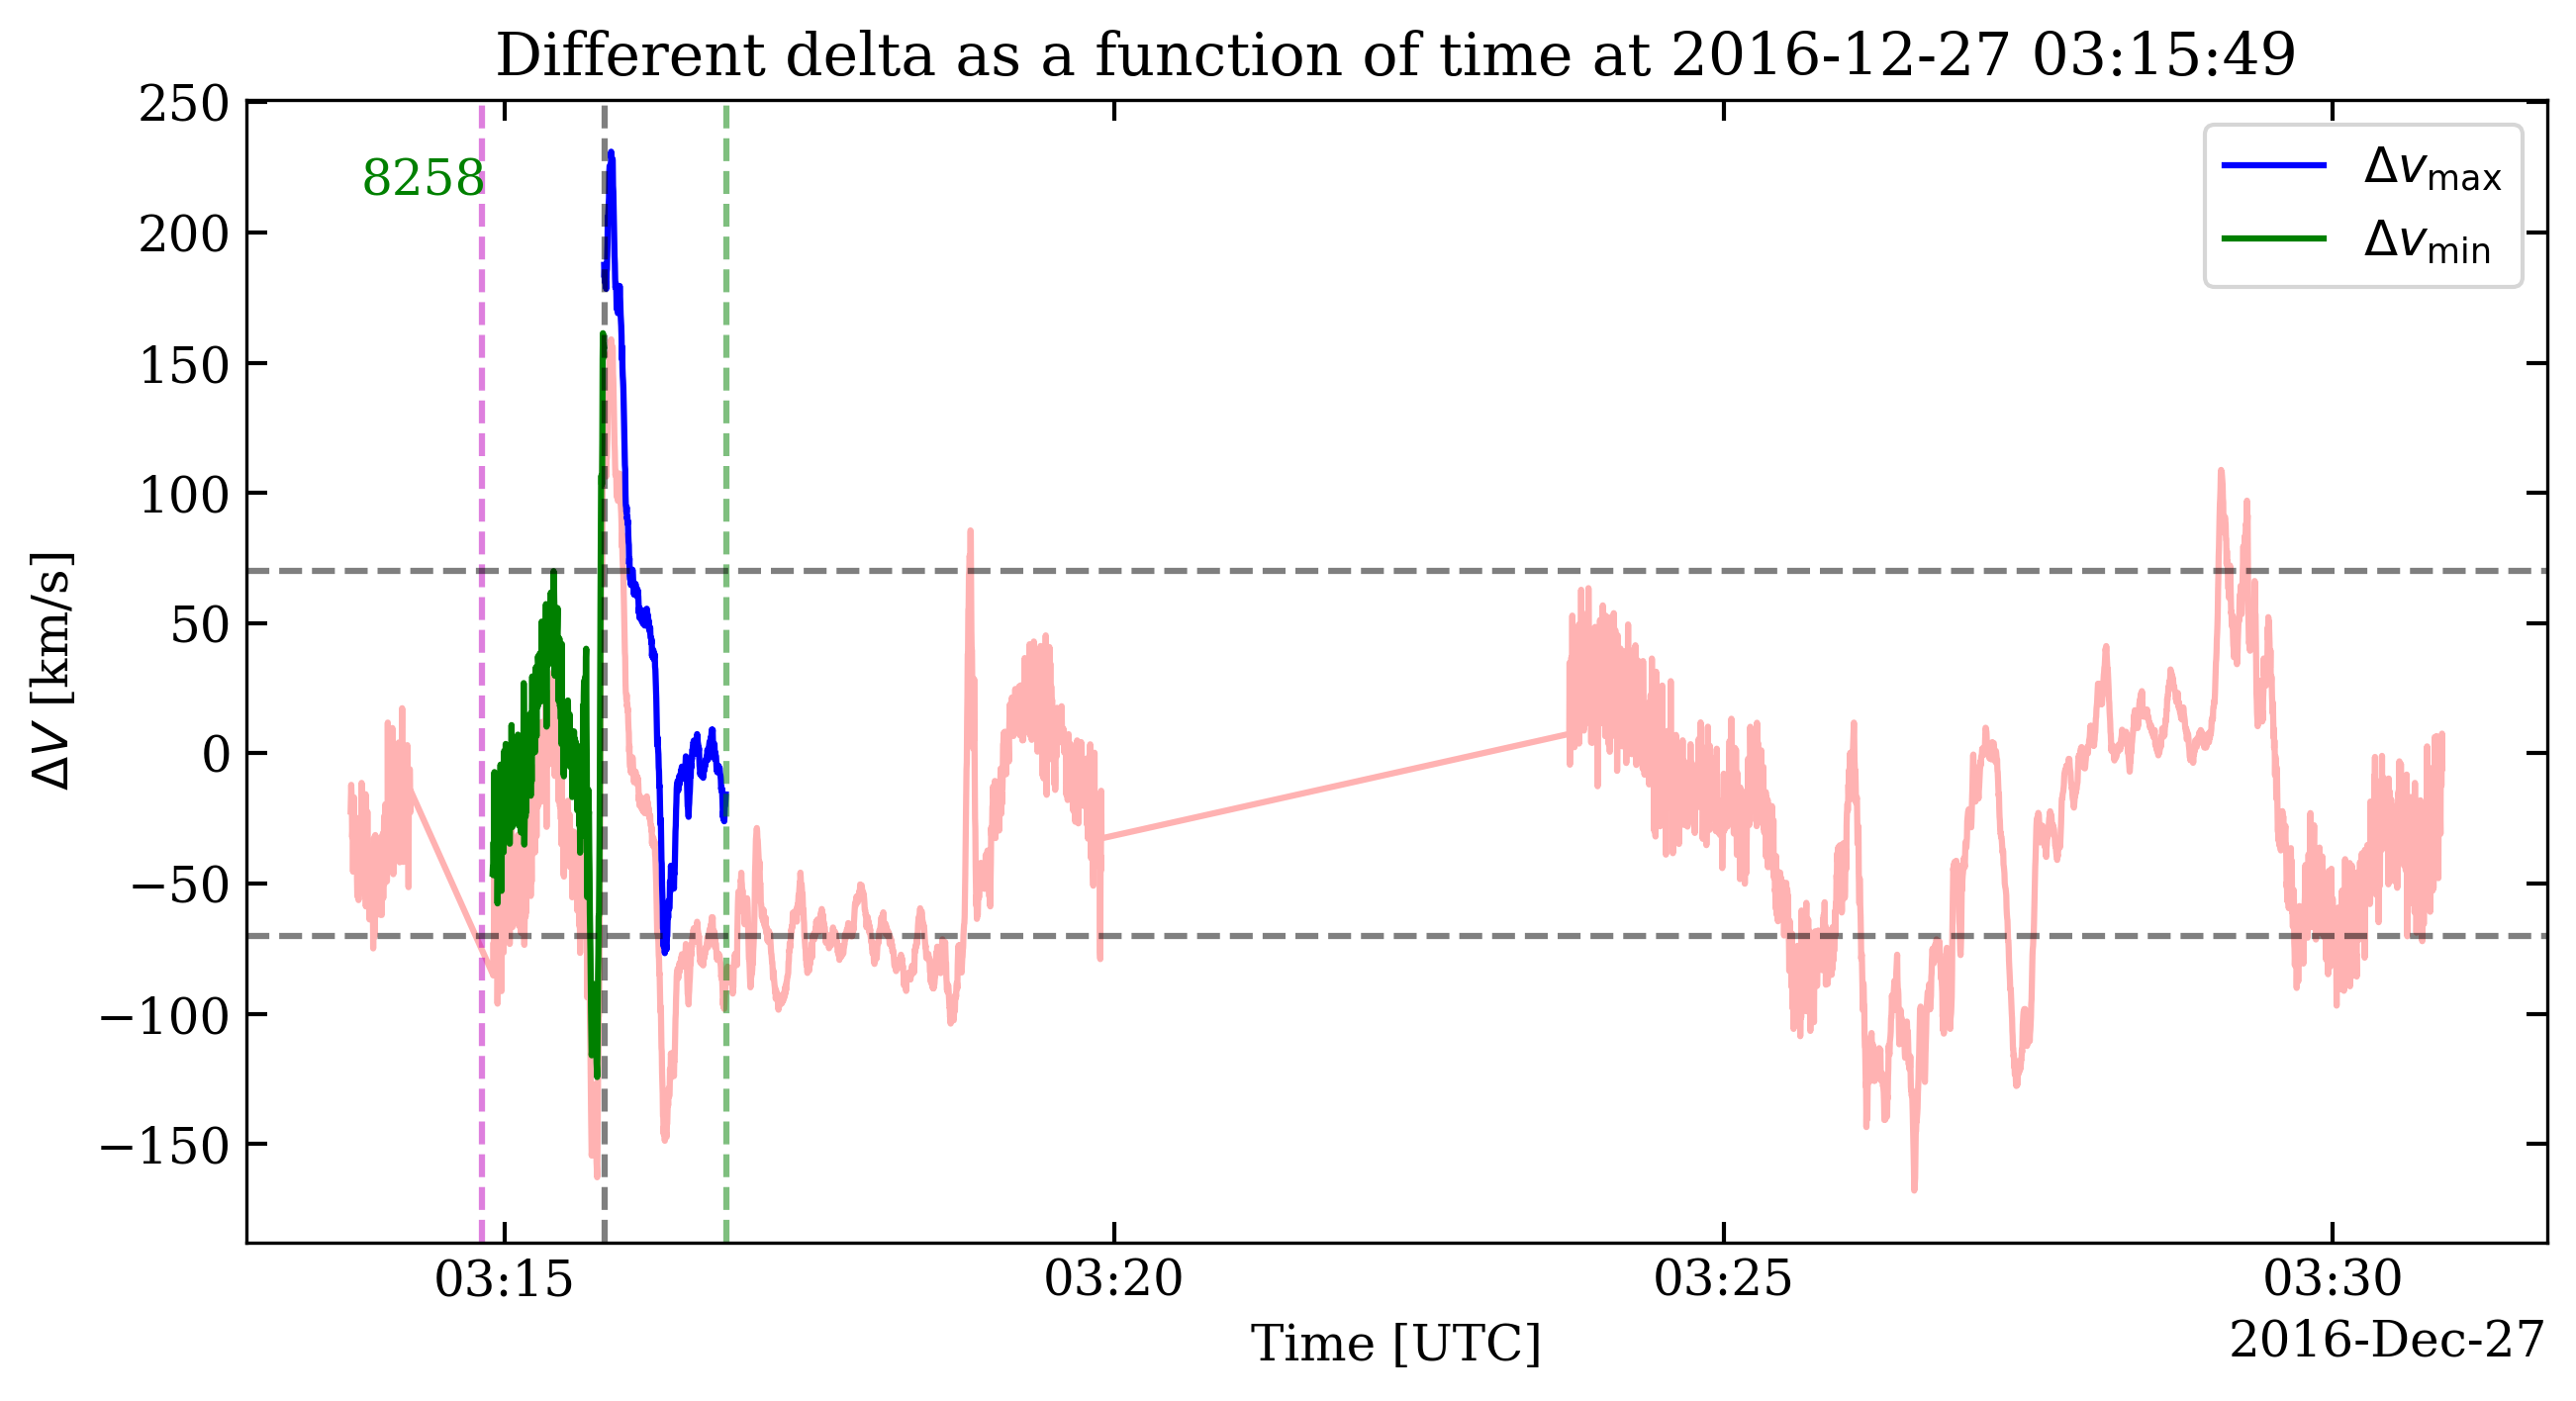 Different delta as a function of time at 2016-12-27 03:15:49
250
200
150
100
50
0
−50
−100
−150
ΔV [km/s]
8258
Δv_max
Δv_min
03:15
03:20
03:25
03:30
Time [UTC]
2016-Dec-27